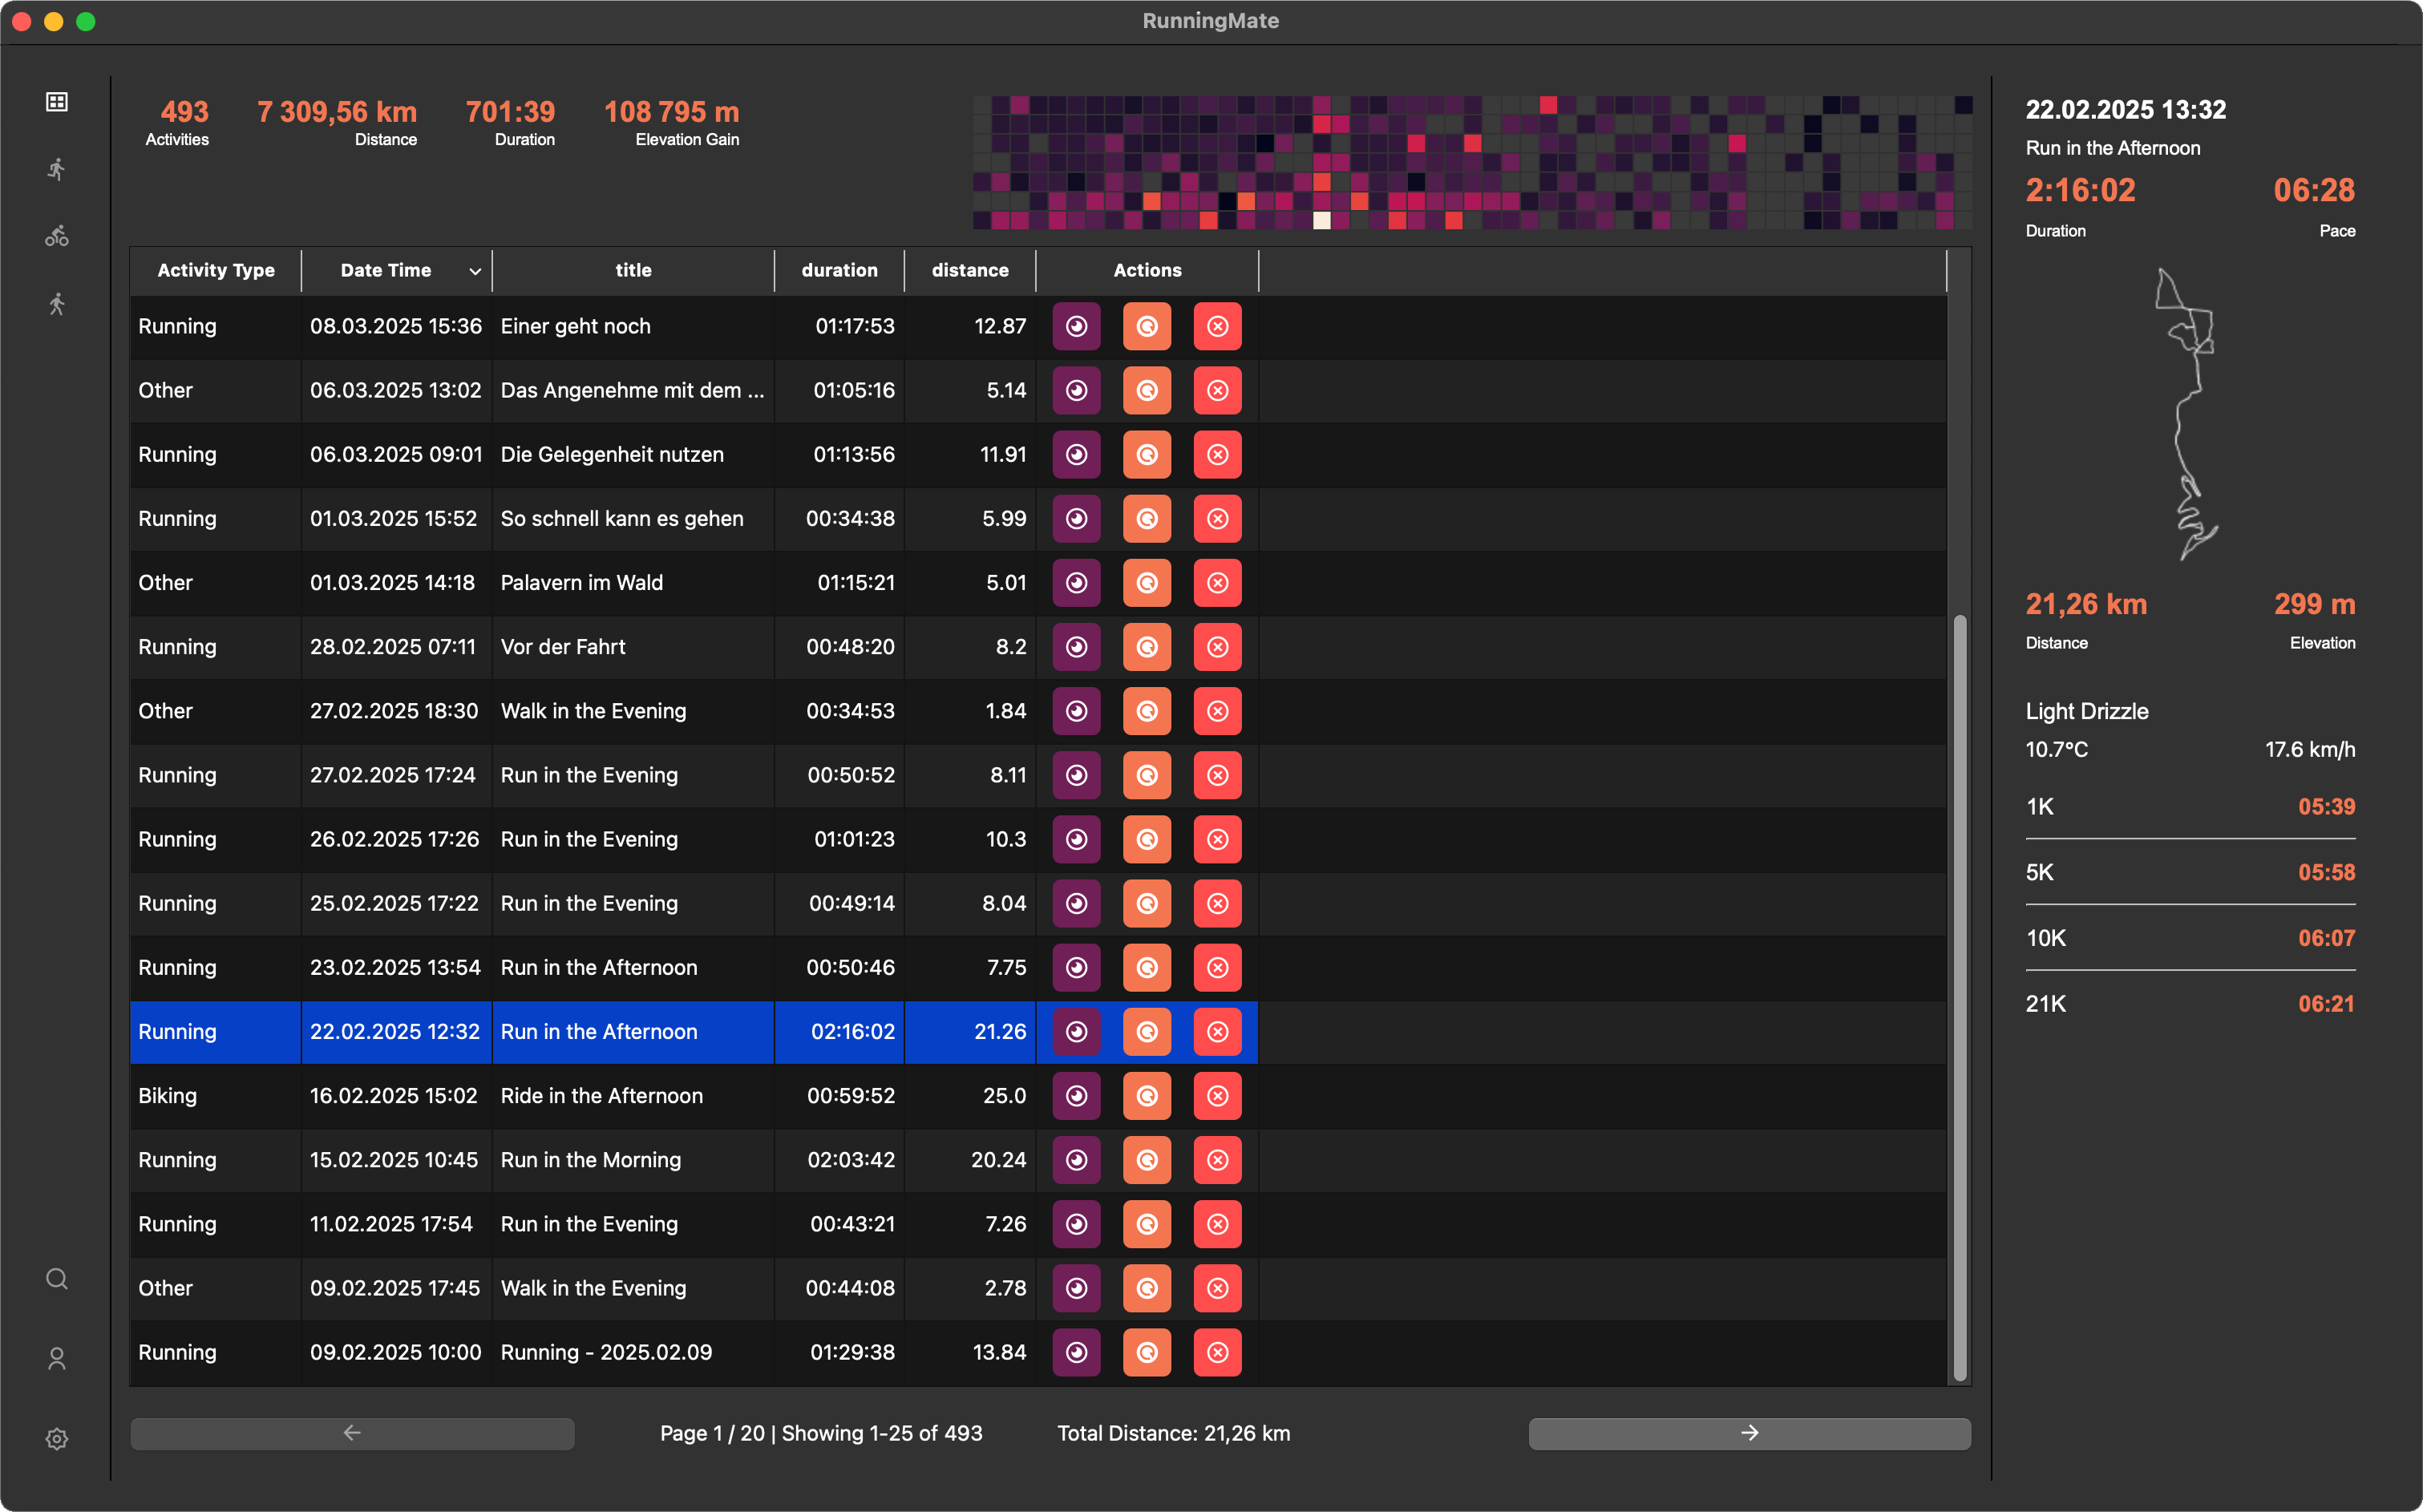 RunningMate
493 7 309,56 km 701:39 108 795 m
Activities Distance Duration Elevation Gain
Activity Type Date Time title duration distance Actions
Running 08.03.2025 15:36 Einer geht noch 01:17:53 12.87
Other 06.03.2025 13:02 Das Angenehme mit dem ... 01:05:16 5.14
Running 06.03.2025 09:01 Die Gelegenheit nutzen 01:13:56 11.91
Running 01.03.2025 15:52 So schnell kann es gehen 00:34:38 5.99
Other 01.03.2025 14:18 Palavern im Wald 01:15:21 5.01
Running 28.02.2025 07:11 Vor der Fahrt 00:48:20 8.2
Other 27.02.2025 18:30 Walk in the Evening 00:34:53 1.84
Running 27.02.2025 17:24 Run in the Evening 00:50:52 8.11
Running 26.02.2025 17:26 Run in the Evening 01:01:23 10.3
Running 25.02.2025 17:22 Run in the Evening 00:49:14 8.04
Running 23.02.2025 13:54 Run in the Afternoon 00:50:46 7.75
Running 22.02.2025 12:32 Run in the Afternoon 02:16:02 21.26
Biking 16.02.2025 15:02 Ride in the Afternoon 00:59:52 25.0
Running 15.02.2025 10:45 Run in the Morning 02:03:42 20.24
Running 11.02.2025 17:54 Run in the Evening 00:43:21 7.26
Other 09.02.2025 17:45 Walk in the Evening 00:44:08 2.78
Running 09.02.2025 10:00 Running - 2025.02.09 01:29:38 13.84
Page 1 / 20 | Showing 1-25 of 493 Total Distance: 21,26 km
22.02.2025 13:32
Run in the Afternoon
2:16:02 06:28
Duration Pace
21,26 km 299 m
Distance Elevation
Light Drizzle
10.7°C 17.6 km/h
1K 05:39
5K 05:58
10K 06:07
21K 06:21